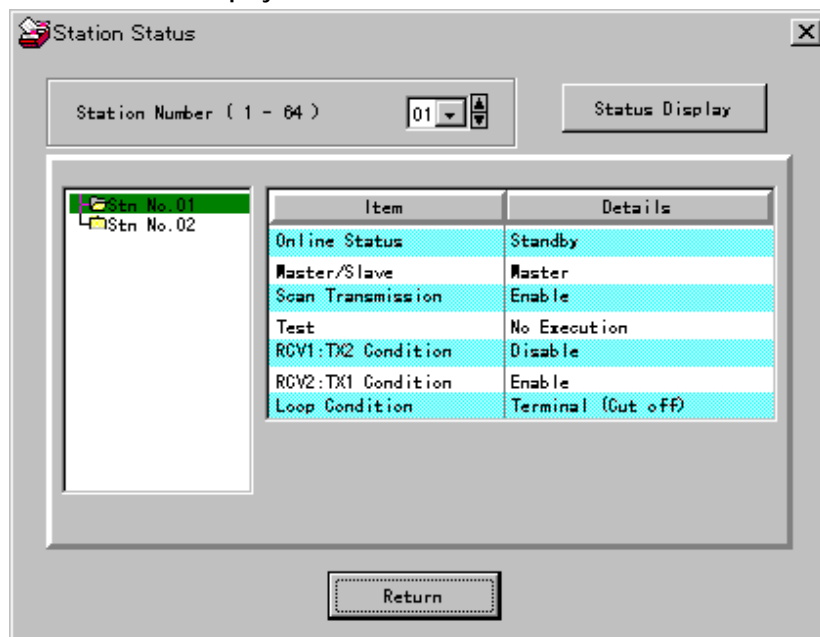 Station Status
Station Number ( 1 - 64 ) 01 Status Display
Stn No.01
Stn No.02
Item Details
Online Status Standby
Master/Slave Master
Scan Transmission Enable
Test No Execution
RCV1:TX2 Condition Disable
RCV2:TX1 Condition Enable
Loop Condition Terminal (Cut off)
Return